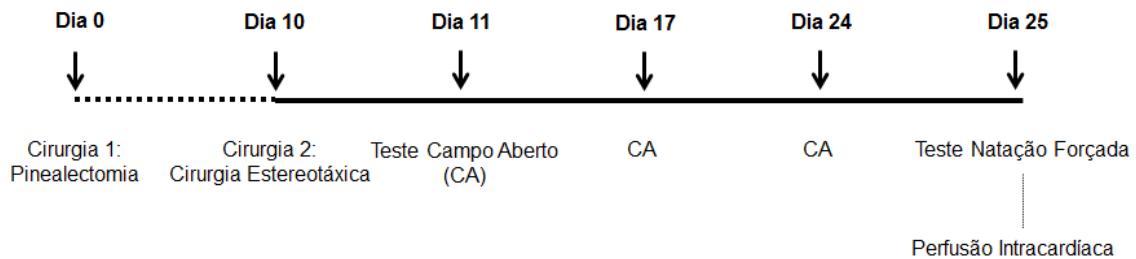 Dia 0
Dia 10
Dia 11
Dia 17
Dia 24
Dia 25
Cirurgia 1:
Pinealectomia
Cirurgia 2:
Cirurgia Estereotáxica
Teste Campo Aberto
(CA)
CA
CA
Teste Natação Forçada
Perfusão Intracardíaca